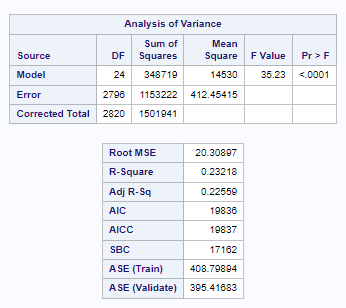 Analysis of Variance
Source DF Sum of Squares Mean Square F Value Pr > F
Model 24 348719 14530 35.23 <.0001
Error 2796 1153222 412.45415
Corrected Total 2820 1501941
Root MSE 20.30897
R-Square 0.23218
Adj R-Sq 0.22559
AIC 19836
AICC 19837
SBC 17162
ASE (Train) 408.79894
ASE (Validate) 395.41683